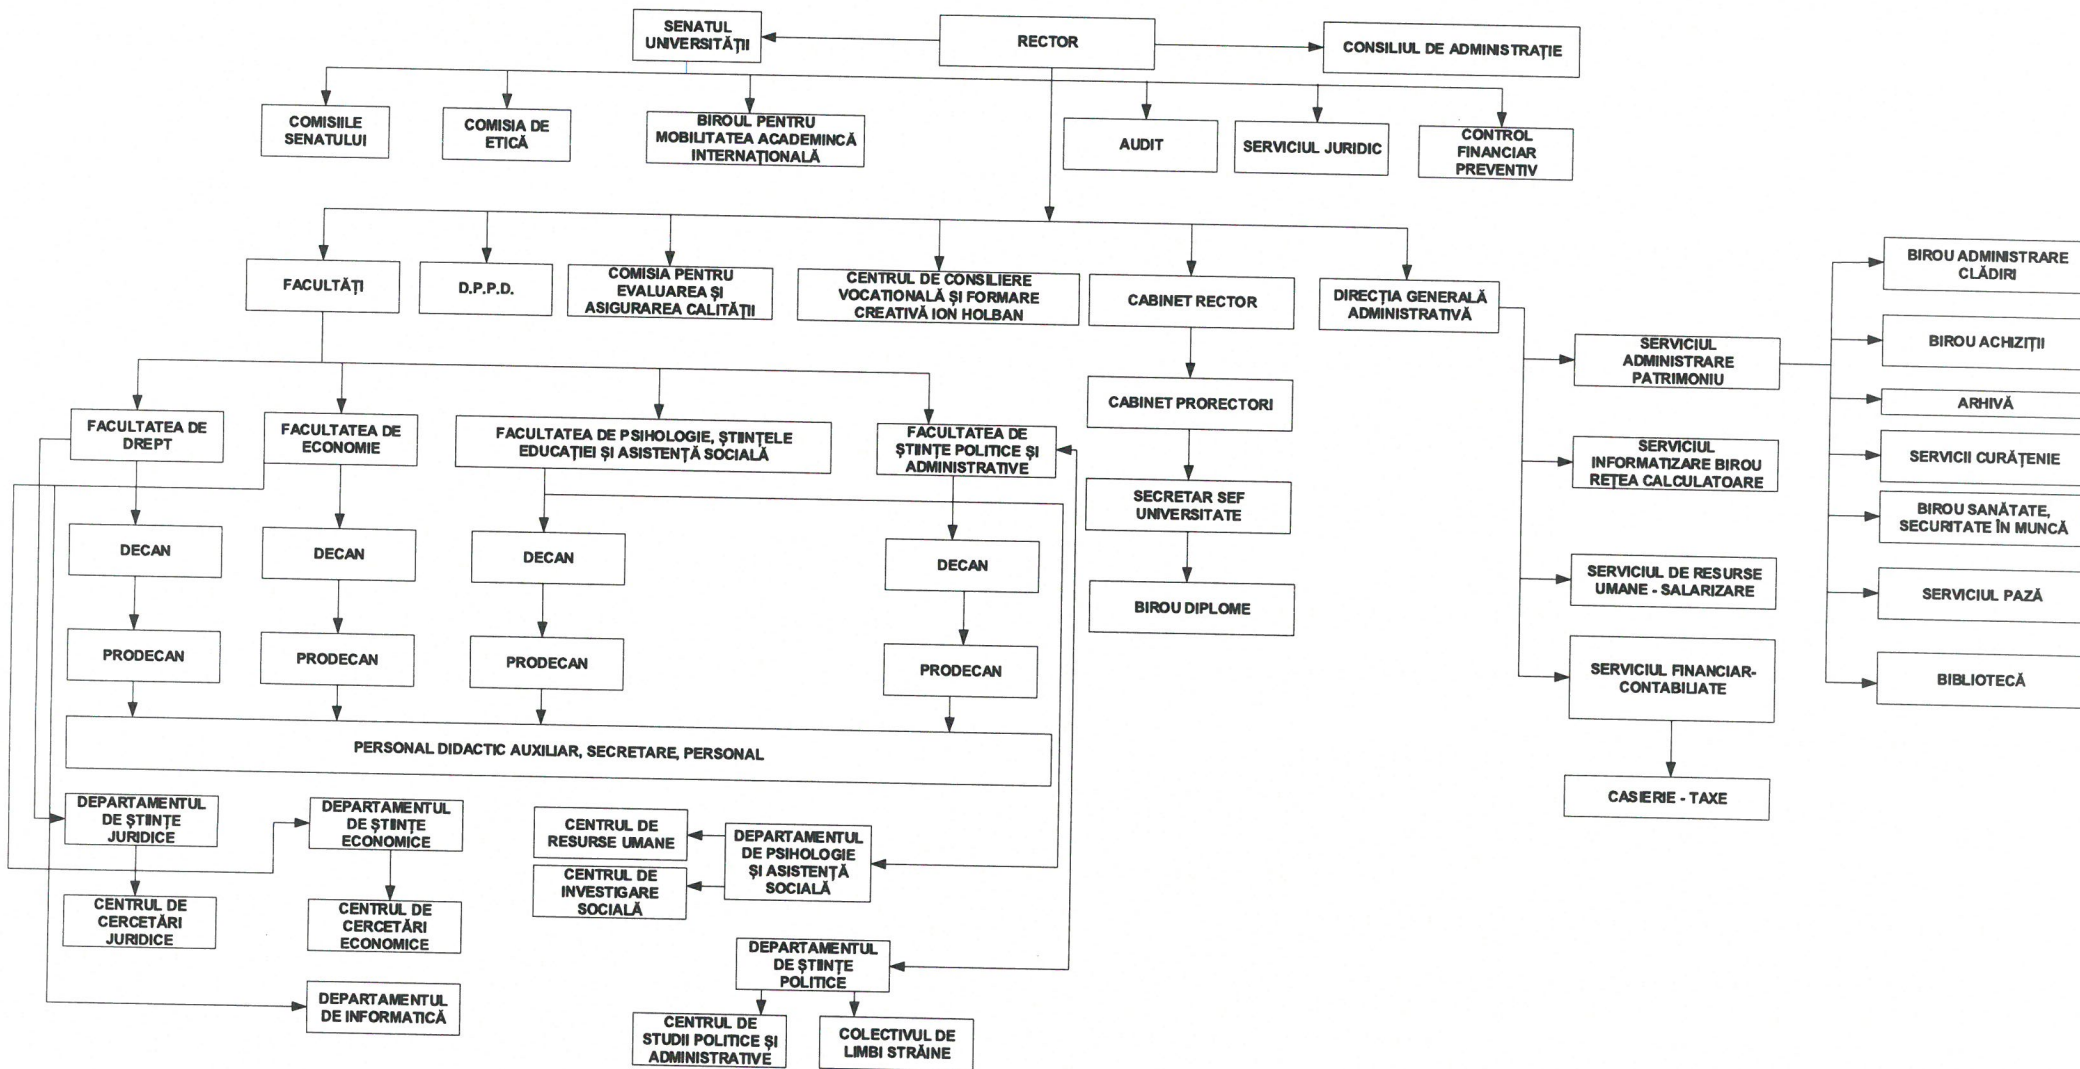 SENATUL
UNIVERSITĂȚII
RECTOR
CONSILIUL DE ADMINISTRAȚIE
COMISIILE
SENATULUI
COMISIA DE
ETICĂ
BIROUL PENTRU
MOBILITATEA ACADEMINCĂ
INTERNAȚIONALĂ
AUDIT
SERVICIUL JURIDIC
CONTROL
FINANCIAR
PREVENTIV
FACULTĂȚI
D.P.P.D.
COMISIA PENTRU
EVALUAREA ȘI
ASIGURAREA CALITĂȚII
CENTRUL DE CONSILIERE
VOCATIONALĂ ȘI FORMARE
CREATIVĂ ION HOLBAN
CABINET RECTOR
DIRECȚIA GENERALĂ
ADMINISTRATIVĂ
BIROU ADMINISTRARE
CLĂDIRI
BIROU ACHIZIȚII
ARHIVĂ
SERVICII CURĂȚENIE
BIROU SANĂTATE,
SECURITATE ÎN MUNCĂ
SERVICIUL PAZĂ
BIBLIOTECĂ
SERVICIUL
ADMINISTRARE
PATRIMONIU
SERVICIUL
INFORMATIZARE BIROU
REȚEA CALCULATOARE
SERVICIUL DE RESURSE
UMANE - SALARIZARE
SERVICIUL FINANCIAR-
CONTABILIATE
CASIERIE - TAXE
CABINET PRORECTORI
SECRETAR SEF
UNIVERSITATE
BIROU DIPLOME
FACULTATEA DE
DREPT
FACULTATEA DE
ECONOMIE
FACULTATEA DE PSIHOLOGIE, ȘTIINȚELE
EDUCAȚIEI ȘI ASISTENȚĂ SOCIALĂ
FACULTATEA DE
ȘTIINȚE POLITICE ȘI
ADMINISTRATIVE
DECAN
DECAN
DECAN
DECAN
PRODECAN
PRODECAN
PRODECAN
PRODECAN
PERSONAL DIDACTIC AUXILIAR, SECRETARE, PERSONAL
DEPARTAMENTUL
DE ȘTIINȚE
JURIDICE
DEPARTAMENTUL
DE ȘTIINȚE
ECONOMICE
CENTRUL DE
RESURSE UMANE
DEPARTAMENTUL
DE PSIHOLOGIE
ȘI ASISTENȚĂ
SOCIALĂ
CENTRUL DE
INVESTIGARE
SOCIALĂ
CENTRUL DE
CERCETĂRI
JURIDICE
CENTRUL DE
CERCETĂRI
ECONOMICE
DEPARTAMENTUL
DE ȘTIINȚE
POLITICE
DEPARTAMENTUL
DE INFORMATICĂ
CENTRUL DE
STUDII POLITICE ȘI
ADMINISTRATIVE
COLECTIVUL DE
LIMBI STRĂINE